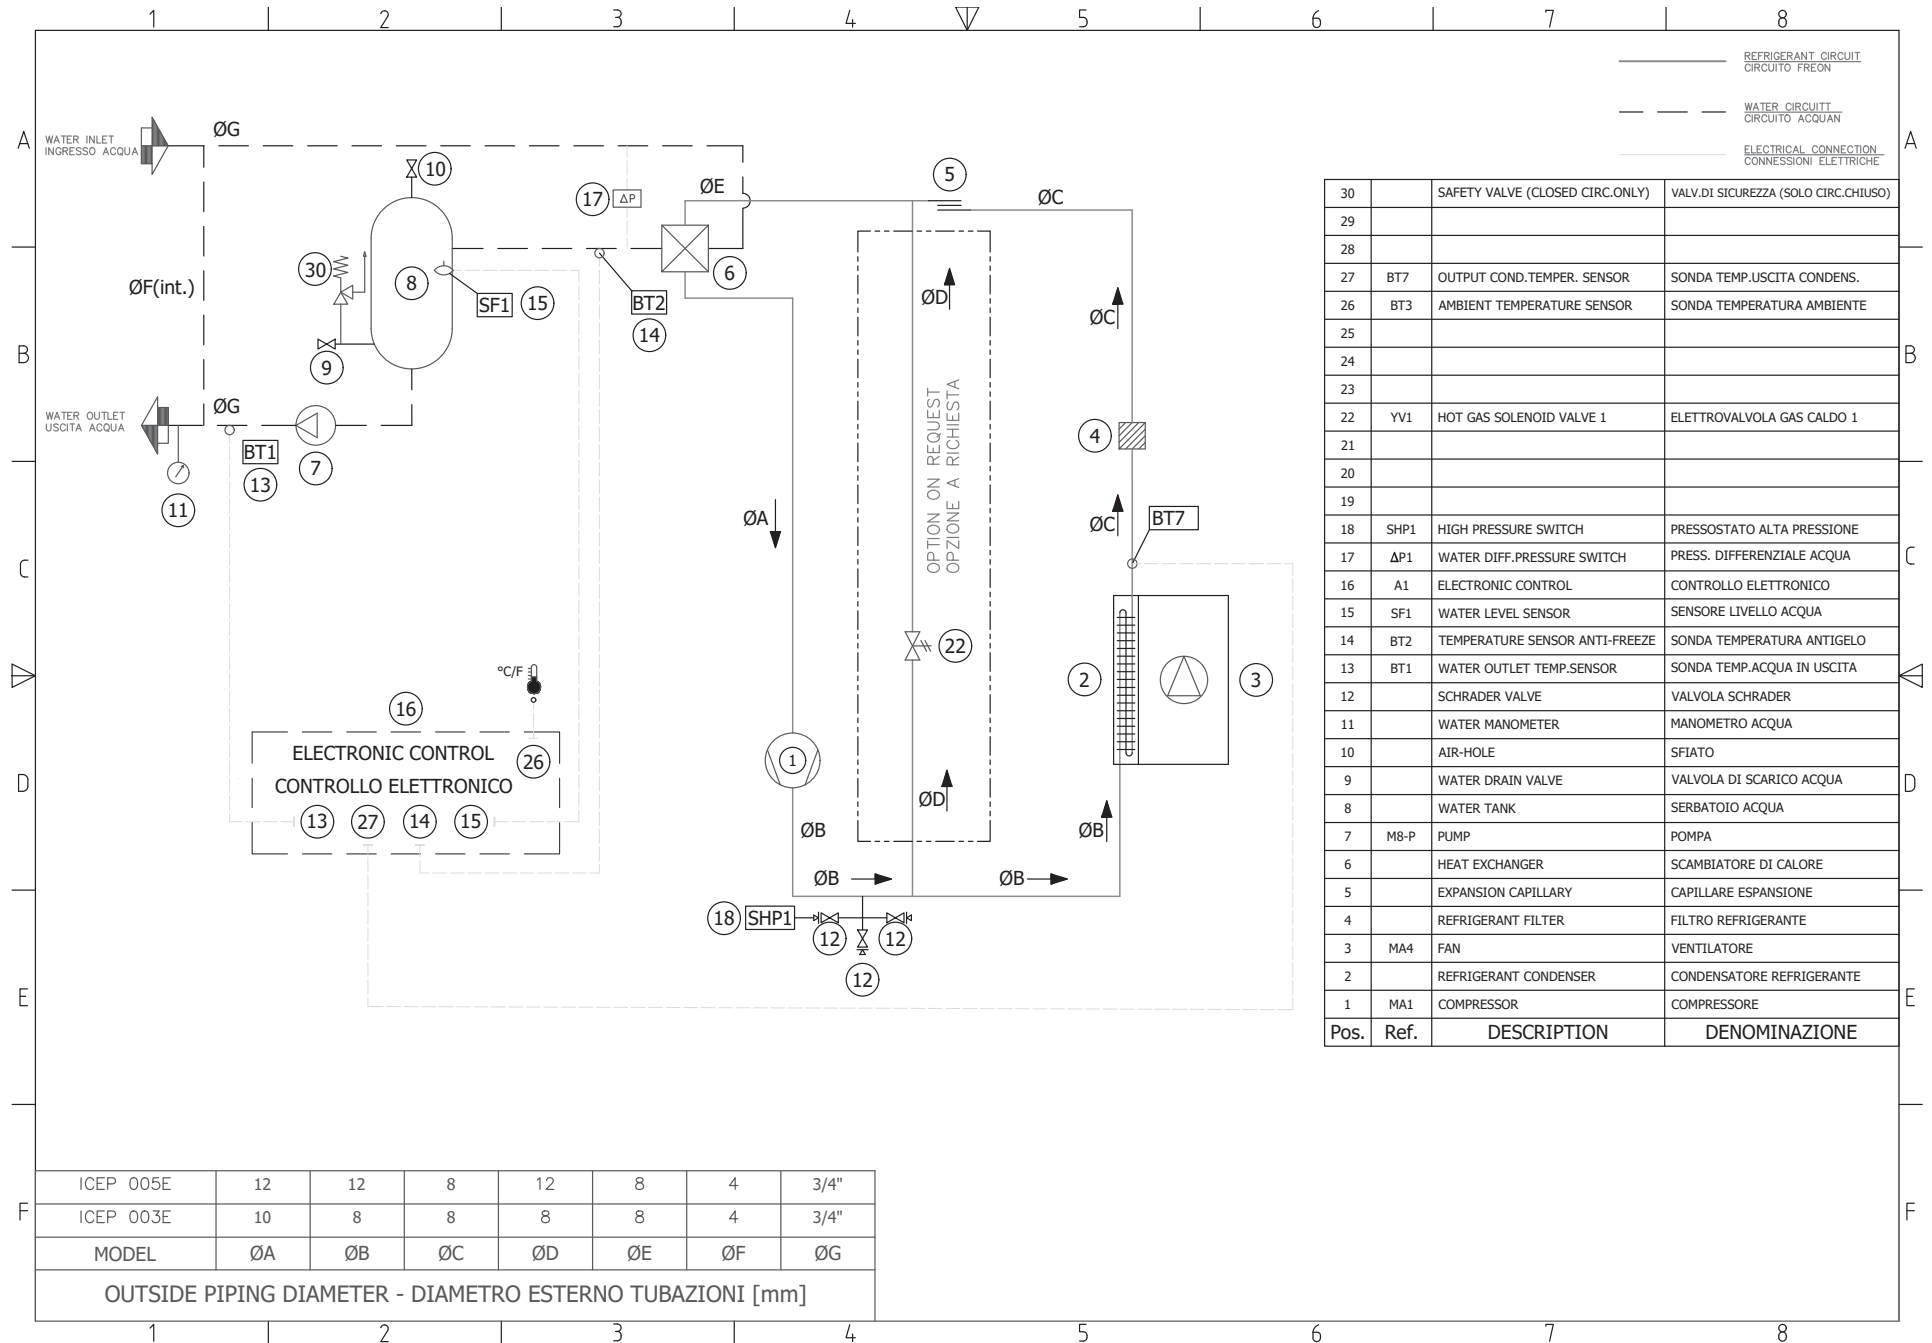 1 2 3 4 5 6 7 8
REFRIGERANT CIRCUIT
CIRCUITO FREON
WATER CIRCUITT
CIRCUITO ACQUAN
ELECTRICAL CONNECTION
CONNESSIONI ELETTRICHE
A A
B B
C C
D D
E E
F F
WATER INLET
INGRESSO ACQUA
ØG
10
17 ΔP
ØE
5
ØC
30
8
6
ØF(int.)
SF1 15
BT2
14
9
ØD
ØC
WATER OUTLET
USCITA ACQUA
ØG
BT1
13
7
11
4
OPTION ON REQUEST
OPZIONE A RICHIESTA
ØA
ØC
BT7
22
2
3
°C/F
16
ELECTRONIC CONTROL
CONTROLLO ELETTRONICO
26
13 27 14 15
1
ØD
ØB
ØB
ØB
ØB
18 SHP1
12 12
12
30 SAFETY VALVE (CLOSED CIRC.ONLY) VALV.DI SICUREZZA (SOLO CIRC.CHIUSO)
29
28
27 BT7 OUTPUT COND.TEMPER. SENSOR SONDA TEMP.USCITA CONDENS.
26 BT3 AMBIENT TEMPERATURE SENSOR SONDA TEMPERATURA AMBIENTE
25
24
23
22 YV1 HOT GAS SOLENOID VALVE 1 ELETTROVALVOLA GAS CALDO 1
21
20
19
18 SHP1 HIGH PRESSURE SWITCH PRESSOSTATO ALTA PRESSIONE
17 ΔP1 WATER DIFF.PRESSURE SWITCH PRESS. DIFFERENZIALE ACQUA
16 A1 ELECTRONIC CONTROL CONTROLLO ELETTRONICO
15 SF1 WATER LEVEL SENSOR SENSORE LIVELLO ACQUA
14 BT2 TEMPERATURE SENSOR ANTI-FREEZE SONDA TEMPERATURA ANTIGELO
13 BT1 WATER OUTLET TEMP.SENSOR SONDA TEMP.ACQUA IN USCITA
12 SCHRADER VALVE VALVOLA SCHRADER
11 WATER MANOMETER MANOMETRO ACQUA
10 AIR-HOLE SFIATO
9 WATER DRAIN VALVE VALVOLA DI SCARICO ACQUA
8 WATER TANK SERBATOIO ACQUA
7 M8-P PUMP POMPA
6 HEAT EXCHANGER SCAMBIATORE DI CALORE
5 EXPANSION CAPILLARY CAPILLARE ESPANSIONE
4 REFRIGERANT FILTER FILTRO REFRIGERANTE
3 MA4 FAN VENTILATORE
2 REFRIGERANT CONDENSER CONDENSATORE REFRIGERANTE
1 MA1 COMPRESSOR COMPRESSORE
Pos. Ref. DESCRIPTION DENOMINAZIONE
ICEP 005E 12 12 8 12 8 4 3/4"
ICEP 003E 10 8 8 8 8 4 3/4"
MODEL ØA ØB ØC ØD ØE ØF ØG
OUTSIDE PIPING DIAMETER - DIAMETRO ESTERNO TUBAZIONI [mm]
1 2 3 4 5 6 7 8